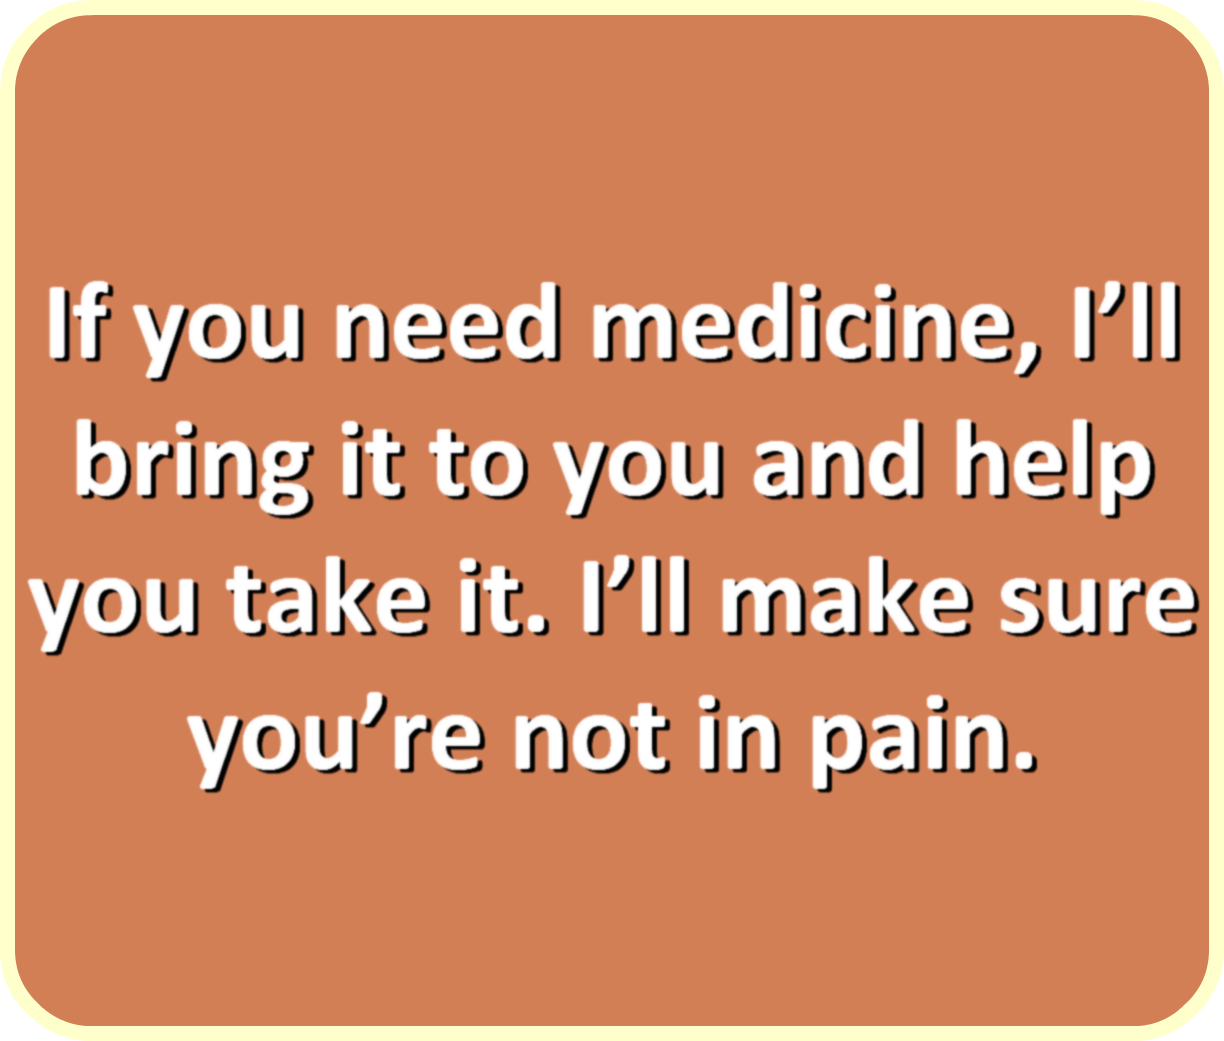 If you need medicine, I’ll
bring it to you and help
you take it. I’ll make sure
you’re not in pain.